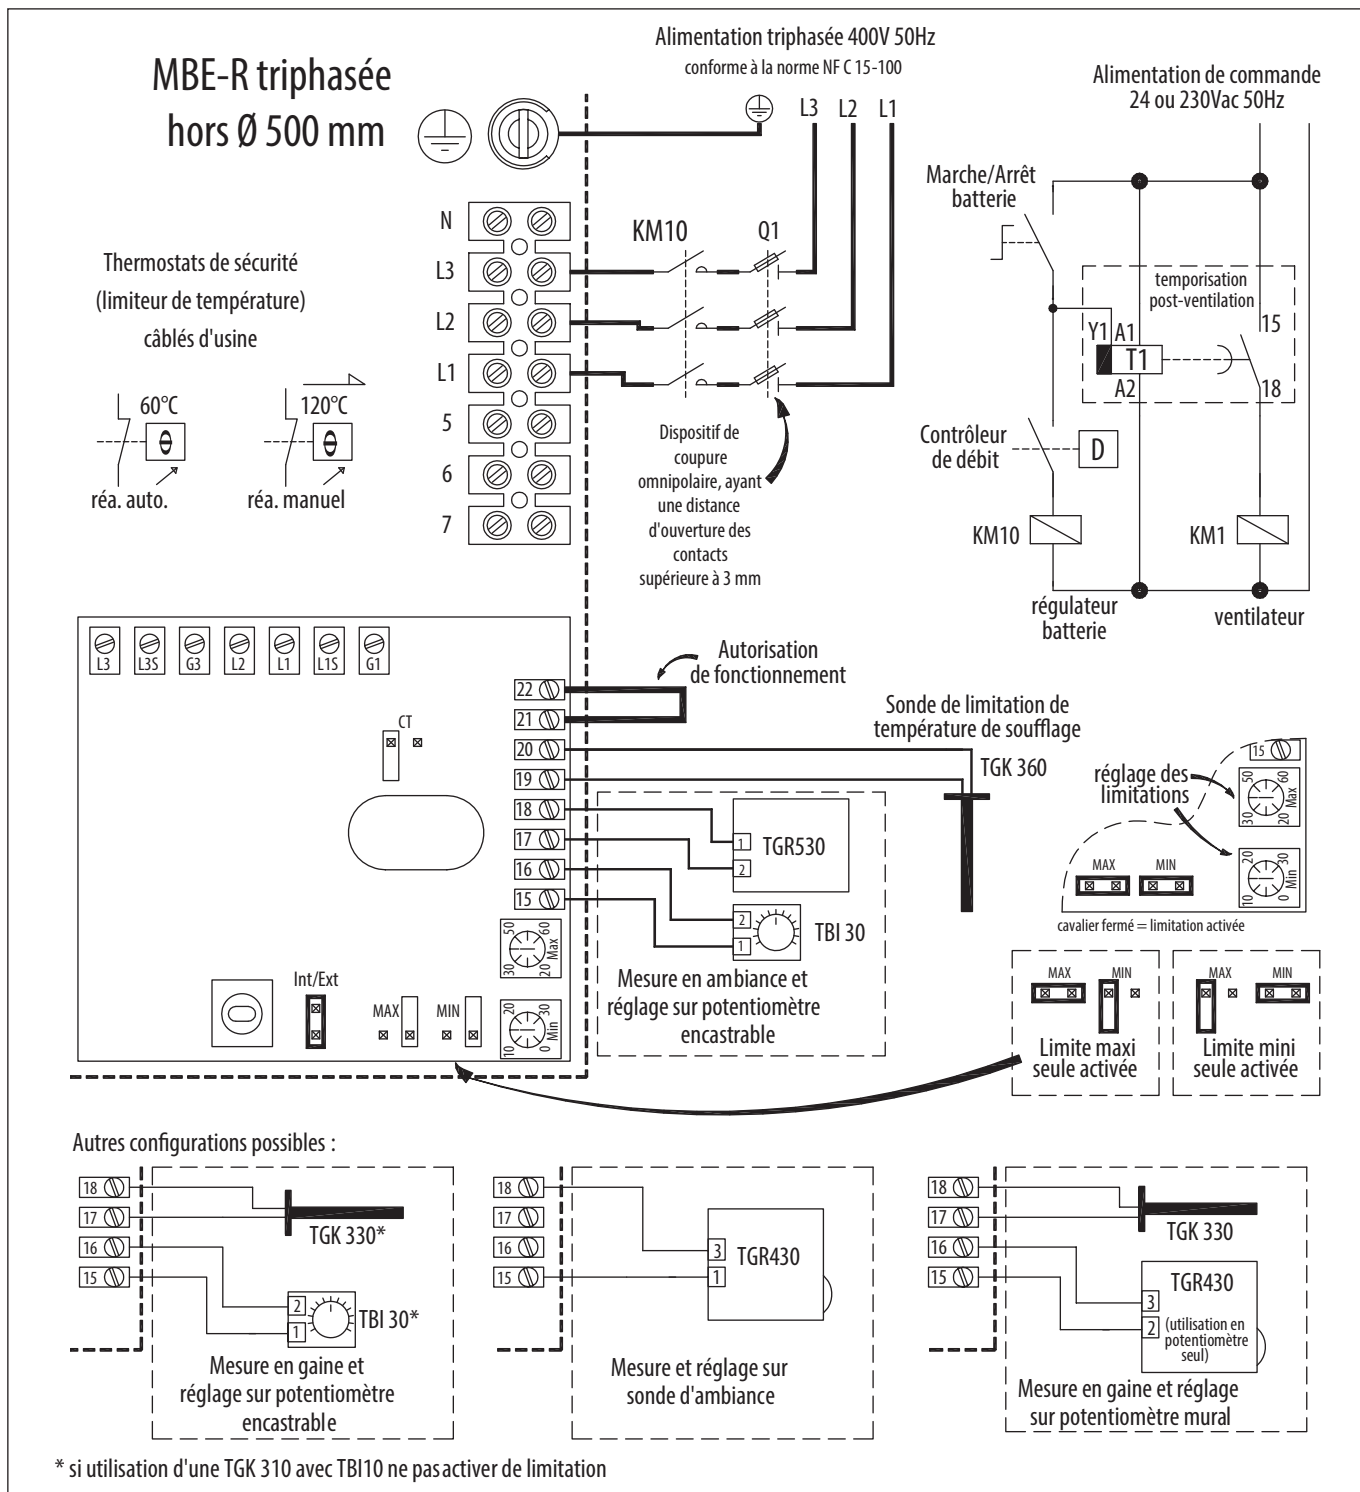 MBE-R triphasée
hors Ø 500 mm
Alimentation triphasée 400V 50Hz
conforme à la norme NF C 15-100
L3 L2 L1
Alimentation de commande
24 ou 230Vac 50Hz
Marche/Arrêt
batterie
temporisation
post-ventilation
15
Y1 A1
T1
A2
18
Contrôleur
de débit
D
KM10
KM1
régulateur
batterie
ventilateur
N
L3
L2
L1
5
6
7
KM10
Q1
Dispositif de
coupure
omnipolaire, ayant
une distance
d'ouverture des
contacts
supérieure à 3 mm
Thermostats de sécurité
(limiteur de température)
câblés d'usine
60°C
réa. auto.
120°C
réa. manuel
L3 L3S G3 L2 L1 L1S G1
CT
22
21
20
19
18
17
16
15
50 60
30 20
Max
20 30
10 0
Min
Int/Ext
MAX
MIN
Autorisation
de fonctionnement
Sonde de limitation de
température de soufflage
TGK 360
1
2
TGR530
2
1
TBI 30
Mesure en ambiance et
réglage sur potentiomètre
encastrable
réglage des
limitations
15
50 60
30 20
Max
20 30
10 0
Min
MAX MIN
cavalier fermé = limitation activée
MAX MIN
Limite maxi
seule activée
MAX MIN
Limite mini
seule activée
Autres configurations possibles :
18
17
16
15
TGK 330*
2
1
TBI 30*
Mesure en gaine et
réglage sur potentiomètre
encastrable
18
17
16
15
3
1
TGR430
Mesure et réglage sur
sonde d'ambiance
18
17
16
15
TGK 330
TGR430
3
2
(utilisation en
potentiomètre
seul)
Mesure en gaine et réglage
sur potentiomètre mural
* si utilisation d'une TGK 310 avec TBI10 ne pas activer de limitation